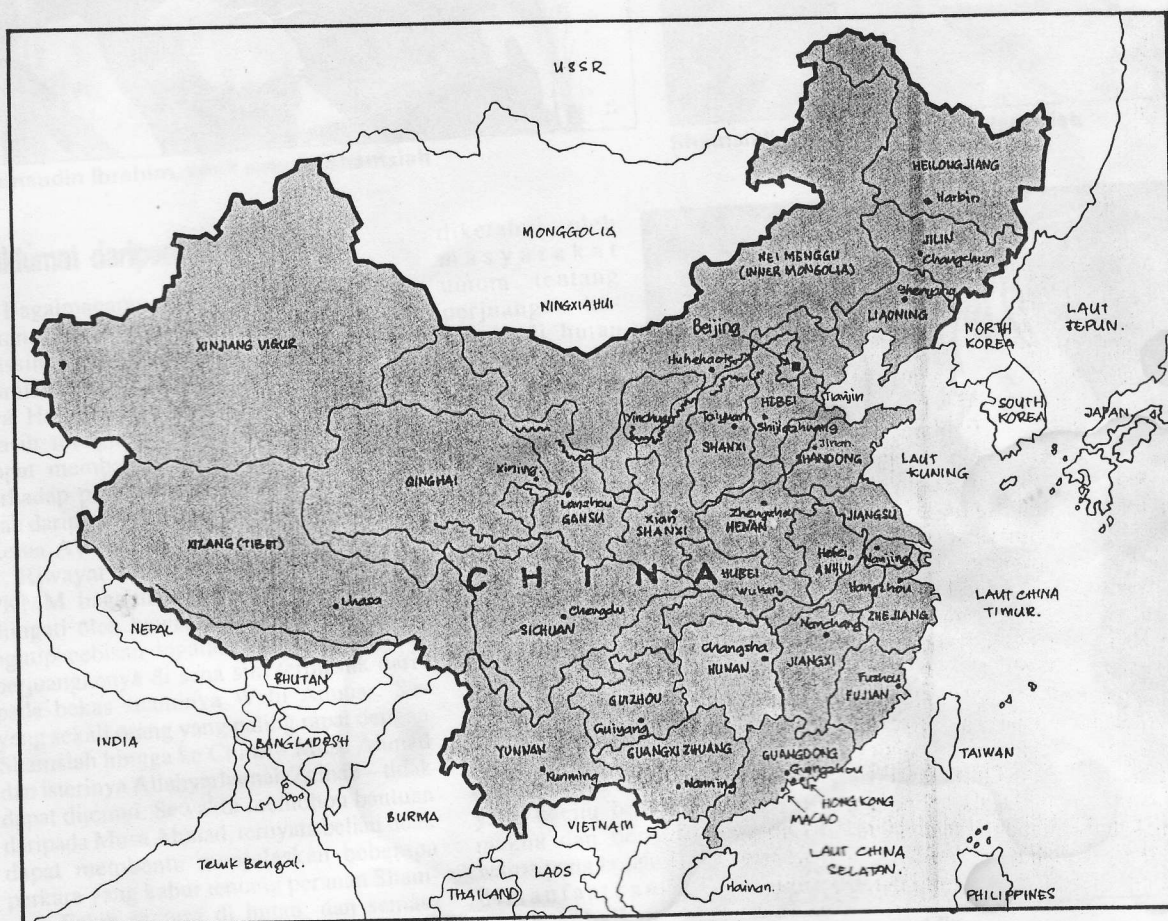 USSR
HEILONGJIANG
Harbin
MONGGOLIA
JILIN
Changchun
NEI MENGGU
(INNER MONGOLIA)
NINGXIAHUI
Shenyang
LIAONING
LAUT
JEPUN.
XINJIANG VIGUR
Beijing
NORTH
KOREA
Huhehaote
Tianjin
HEBEI
SOUTH
KOREA
JAPAN
Yinchuan
Taiyuan
Shijiazhuang
SHANXI
Jinan
SHANDONG
LAUT
KUNING
Xining
QINGHAI
Lanzhou
GANSU
Xian
SHANXI
Zhengzhou
HENAN
JIANGSU
XIZANG (TIBET)
Hefei
ANHUI
Nanjing
CHINA
HUBEI
Wuhan
Hangzhou
ZHEJIANG
LAUT CHINA
TIMUR.
Lhasa
Chengdu
SICHUAN
NEPAL
Nanchang
JIANGXI
Changsha
HUNAN
BHUTAN
GUIZHOU
Guiyang
Fuzhou
FUJIAN
INDIA
BANGLADESH
YUNNAN
Kunming
GUANGXI ZHUANG
Nanning
GUANGDONG
Guangzhou
TAIWAN
HONG KONG
MACAO
BURMA
VIETNAM
Teluk Bengal.
LAUT CHINA
SELATAN.
LAOS
THAILAND
Hainan.
PHILIPPINES